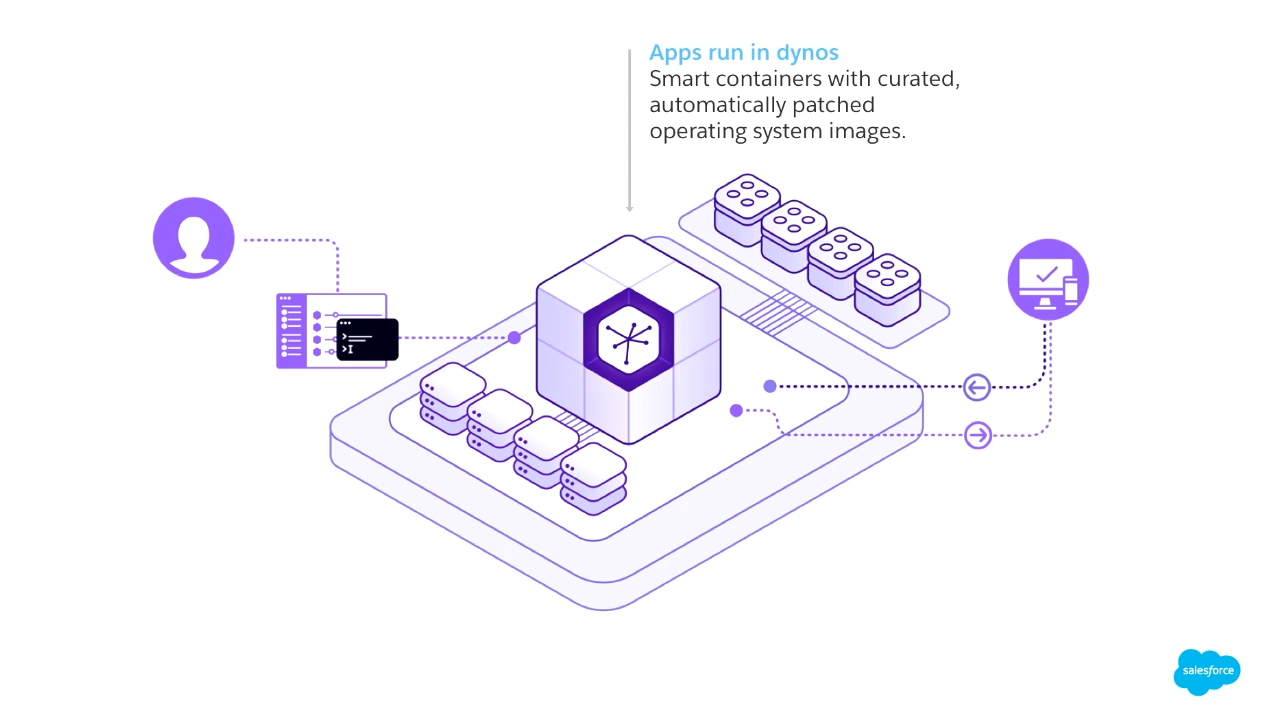 Apps run in dynos
Smart containers with curated,
automatically patched
operating system images.
salesforce